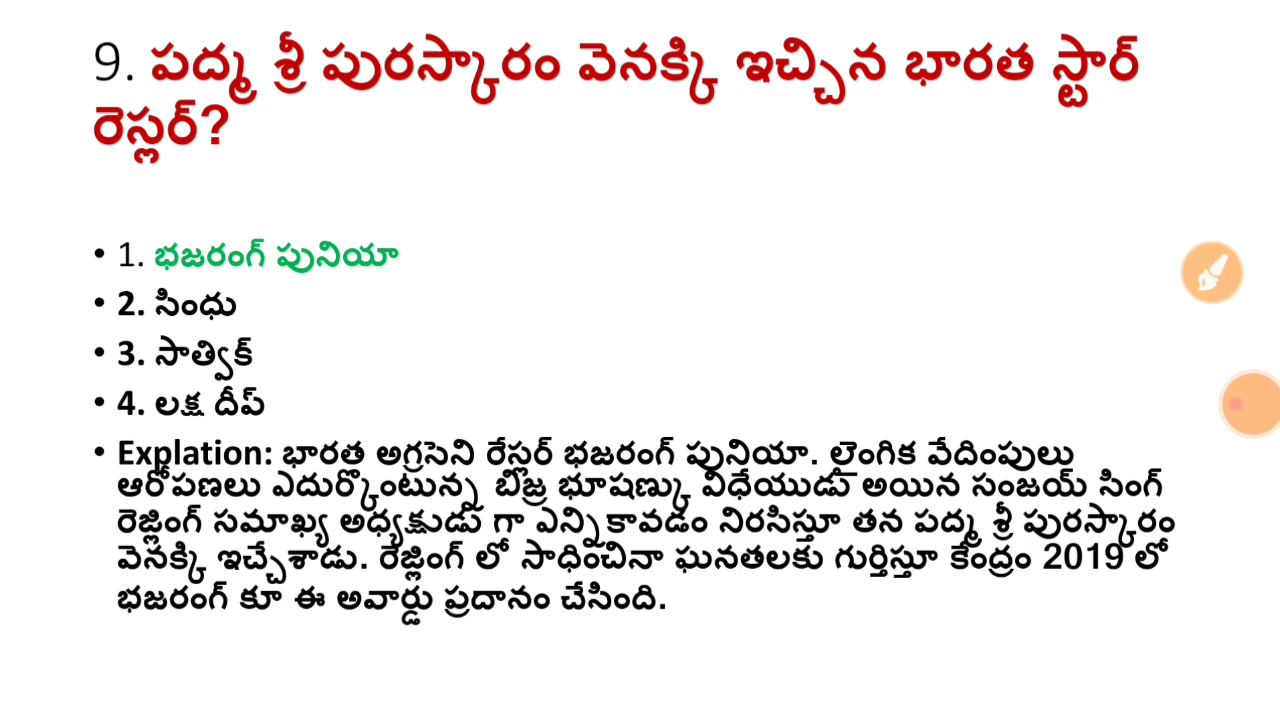 9. పద్మ శ్రీ పురస్కారం వెనక్కి ఇచ్చిన భారత స్టార్
రెస్లర్?
• 1. భజరంగ్ పునియా
• 2. సింధు
• 3. సాత్విక్
• 4. లక్ష దీప్
• Explation: భారత అగ్రసెని రేస్లర్ భజరంగ్ పునియా. లైంగిక వేదింపులు
ఆరోపణలు ఎదుర్కొంటున్న బిజ్ర భూషణ్కు విధేయుడు అయిన సంజయ్ సింగ్
రెజ్లింగ్ సమాఖ్య అధ్యక్షుడు గా ఎన్నికావడం నిరసిస్తూ తన పద్మ శ్రీ పురస్కారం
వెనక్కి ఇచ్చేశాడు. రెజ్లింగ్ లో సాధించినా ఘనతలకు గుర్తిస్తూ కేంద్రం 2019 లో
భజరంగ్ కూ ఈ అవార్డు ప్రదానం చేసింది.